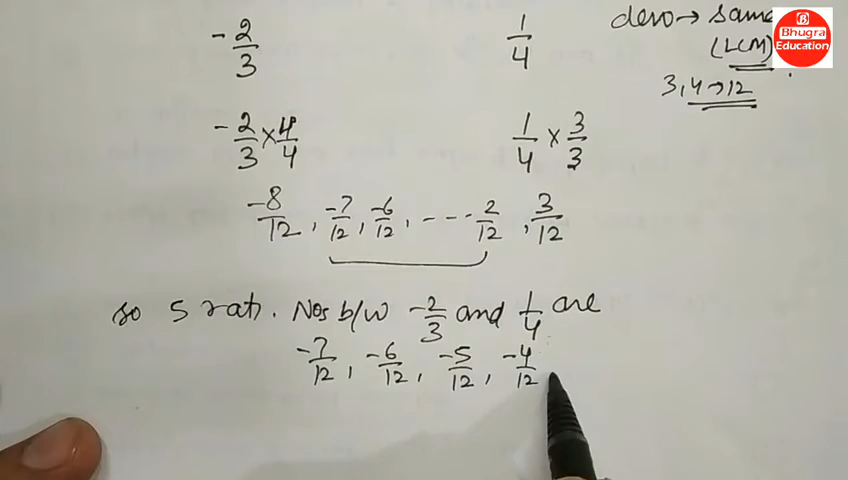 deno → same
(LCM)
3,4 → 12
B
Bhugra
Education
-2/3 1/4
-2/3 × 4/4 1/4 × 3/3
-8/12, -7/12, -6/12, ---- 2/12, 3/12
so 5 rati. Nos b/w -2/3 and 1/4 are
-7/12, -6/12, -5/12, -4/12